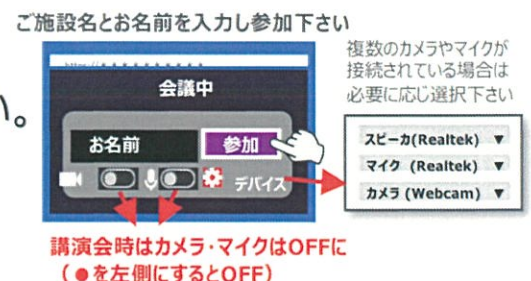 ご施設名とお名前を入力し参加下さい
い。
会議中
お名前
参加
デバイス
講演会時はカメラ・マイクはOFFに
(●を左側にするとOFF)
複数のカメラやマイクが
接続されている場合は
必要に応じ選択下さい
スピーカ(Realtek) ▼
マイク (Realtek) ▼
カメラ (Webcam) ▼